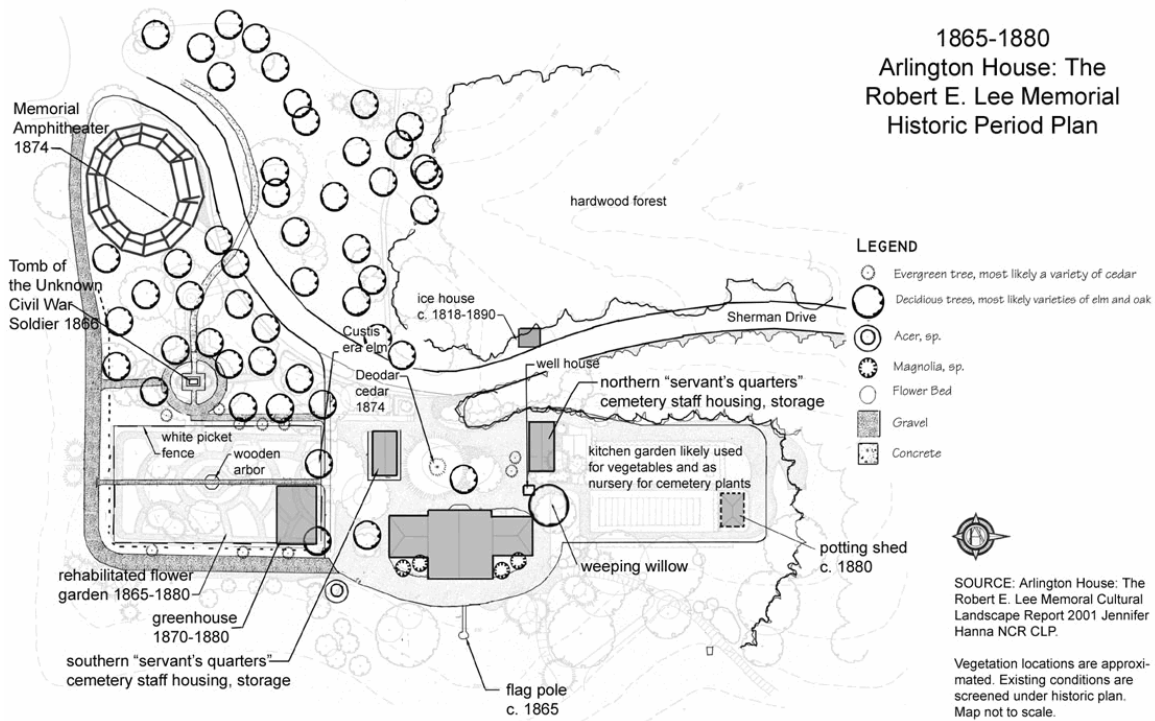 1865-1880
Arlington House: The
Robert E. Lee Memorial
Historic Period Plan
Memorial
Amphitheater
1874
hardwood forest
Tomb of
the Unknown
Civil War
Soldier 1866
ice house
c. 1818-1890
Sherman Drive
Custis
era elm
well house
Deodar
cedar
1874
northern "servant's quarters"
cemetery staff housing, storage
white picket
fence
wooden
arbor
kitchen garden likely used
for vegetables and as
nursery for cemetery plants
potting shed
c. 1880
weeping willow
rehabilitated flower
garden 1865-1880
greenhouse
1870-1880
southern "servant's quarters"
cemetery staff housing, storage
flag pole
c. 1865
LEGEND
Evergreen tree, most likely a variety of cedar
Decidious trees, most likely varieties of elm and oak
Acer, sp.
Magnolia, sp.
Flower Bed
Gravel
Concrete
SOURCE: Arlington House: The
Robert E. Lee Memoral Cultural
Landscape Report 2001 Jennifer
Hanna NCR CLP.
Vegetation locations are approxi-
mated. Existing conditions are
screened under historic plan.
Map not to scale.